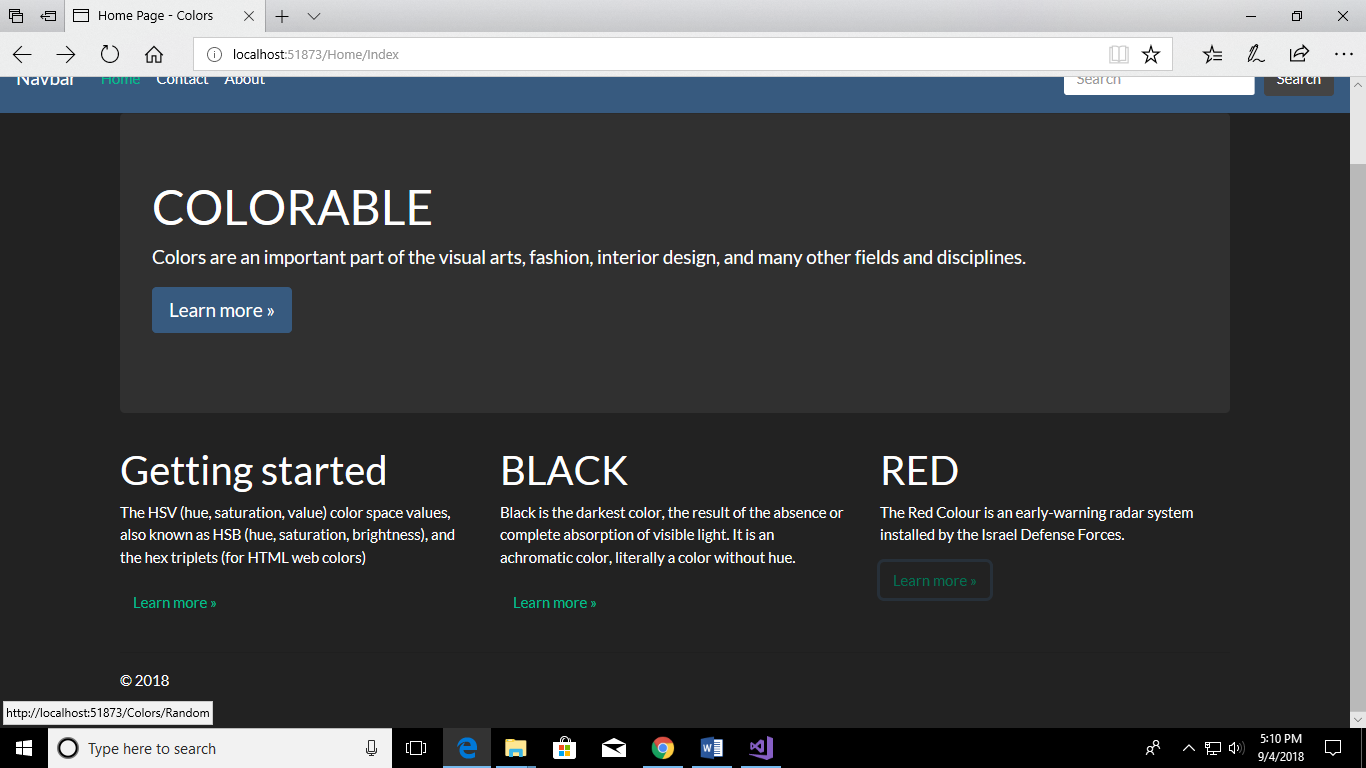 Home Page - Colors
localhost:51873/Home/Index
Navbar Home Contact About Search Search
COLORABLE
Colors are an important part of the visual arts, fashion, interior design, and many other fields and disciplines.
Learn more »
Getting started
The HSV (hue, saturation, value) color space values,
also known as HSB (hue, saturation, brightness), and
the hex triplets (for HTML web colors)
Learn more »
BLACK
Black is the darkest color, the result of the absence or
complete absorption of visible light. It is an
achromatic color, literally a color without hue.
Learn more »
RED
The Red Colour is an early-warning radar system
installed by the Israel Defense Forces.
Learn more »
© 2018
http://localhost:51873/Colors/Random
Type here to search
5:10 PM
9/4/2018